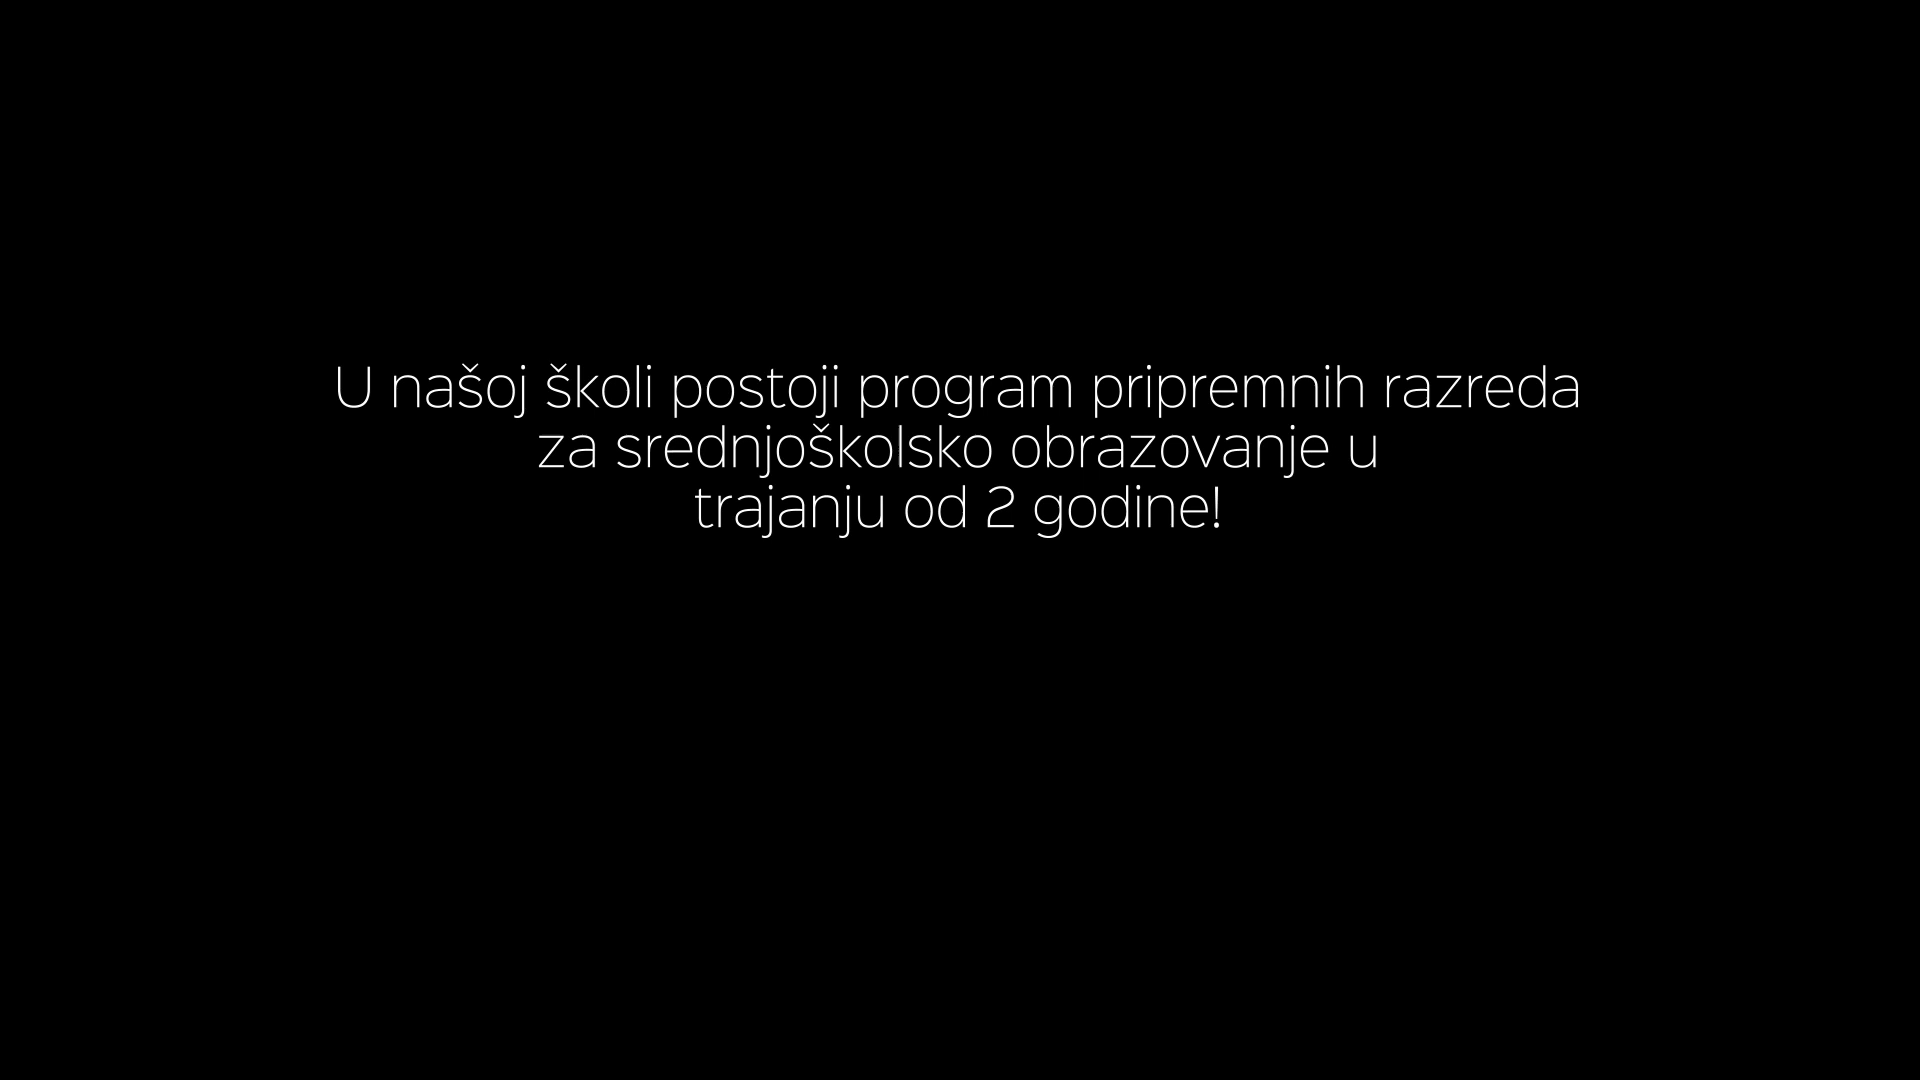 U našoj školi postoji program pripremnih razreda
za srednjoškolsko obrazovanje u
trajanju od 2 godine!